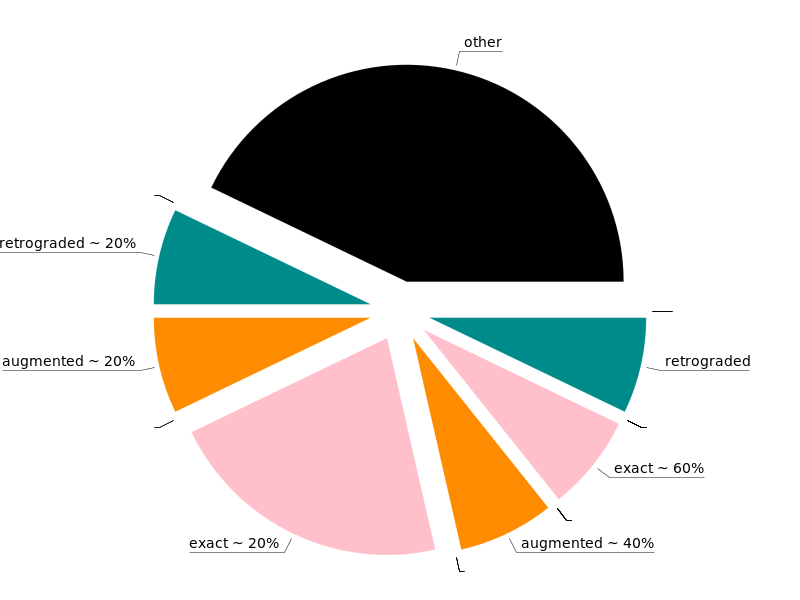 other
retrograded ~ 20%
augmented ~ 20%
retrograded
exact ~ 60%
exact ~ 20%
augmented ~ 40%